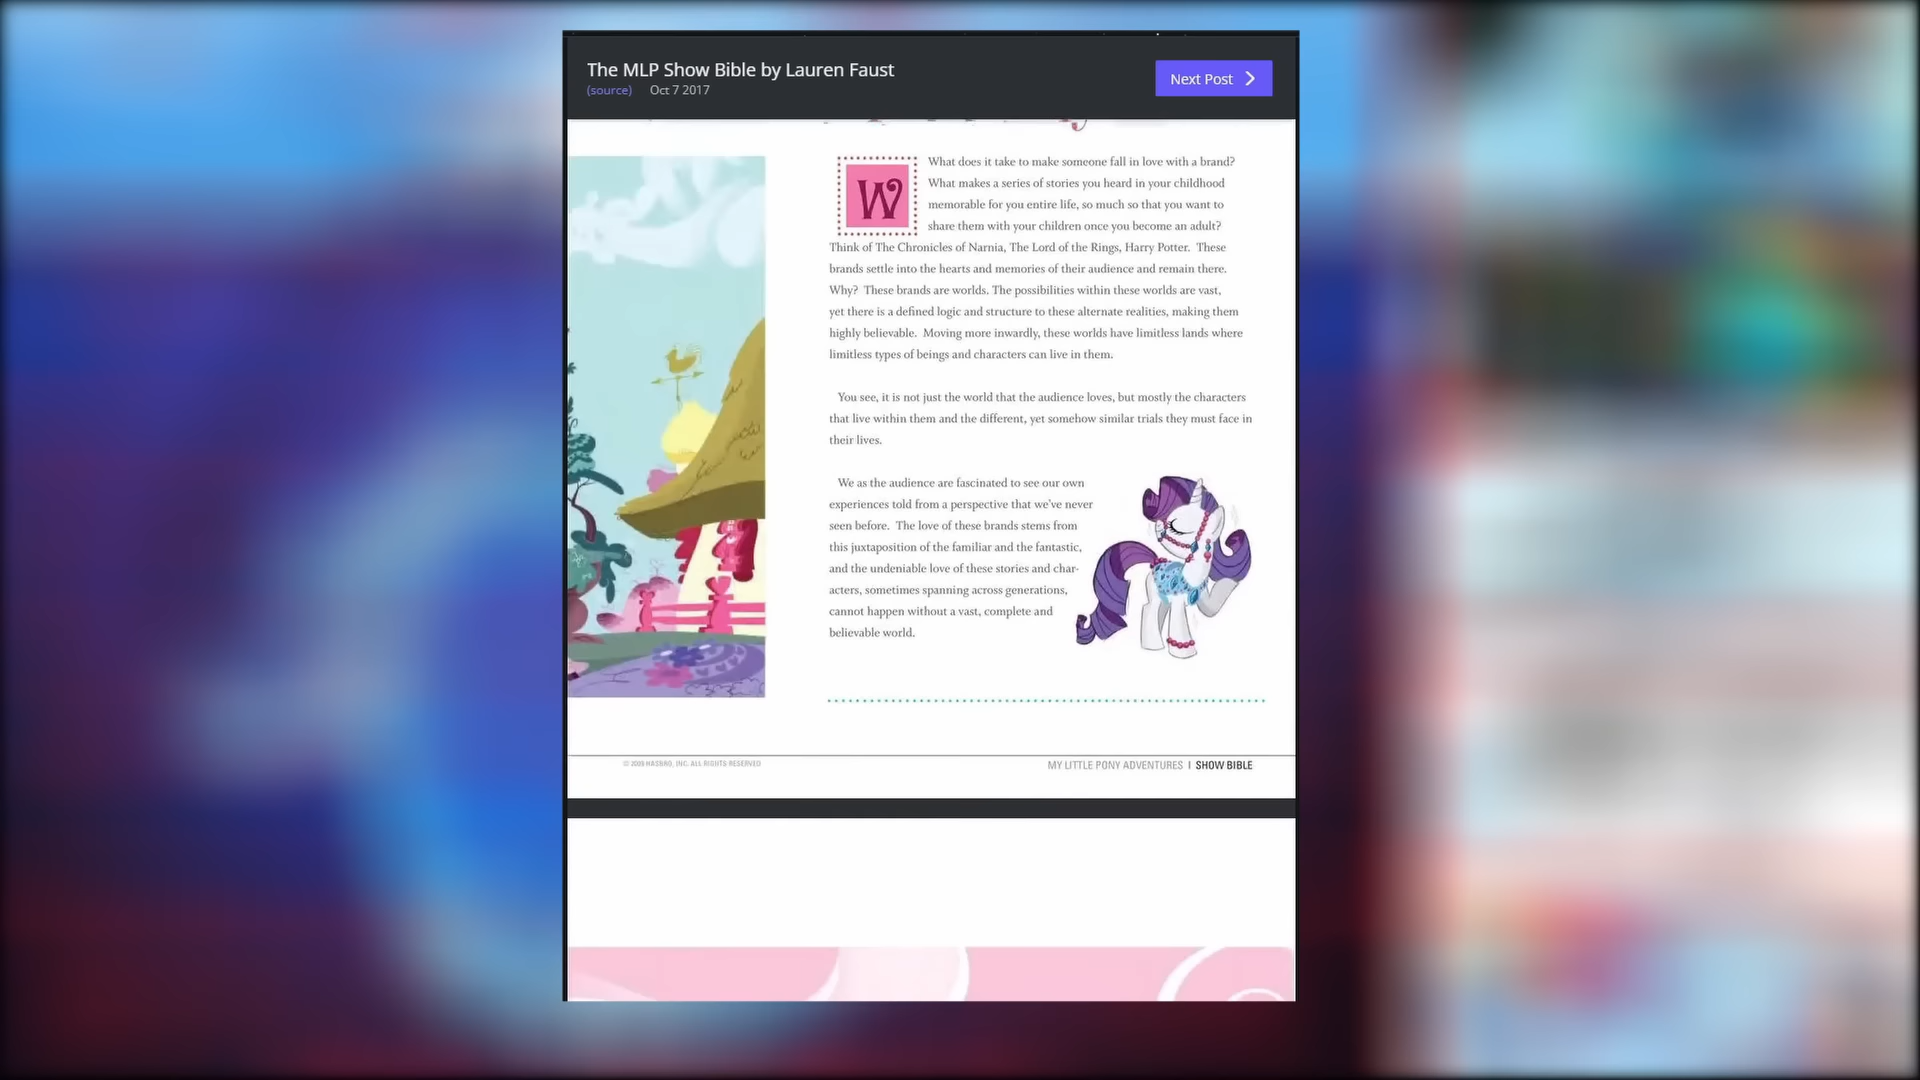 The MLP Show Bible by Lauren Faust
(source) Oct 7 2017
Next Post
What does it take to make someone fall in love with a brand?
What makes a series of stories you heard in your childhood
memorable for you entire life, so much so that you want to
share them with your children once you become an adult?
Think of The Chronicles of Narnia, The Lord of the Rings, Harry Potter. These
brands settle into the hearts and memories of their audience and remain there.
Why? These brands are worlds. The possibilities within these worlds are vast,
yet there is a defined logic and structure to these alternate realities, making them
highly believable. Moving more inwardly, these worlds have limitless lands where
limitless types of beings and characters can live in them.
You see, it is not just the world that the audience loves, but mostly the characters
that live within them and the different, yet somehow similar trials they must face in
their lives.
We as the audience are fascinated to see our own
experiences told from a perspective that we've never
seen before. The love of these brands stems from
this juxtaposition of the familiar and the fantastic,
and the undeniable love of these stories and char-
acters, sometimes spanning across generations,
cannot happen without a vast, complete and
believable world.
© 2009 HASBRO, INC. ALL RIGHTS RESERVED
MY LITTLE PONY ADVENTURES | SHOW BIBLE